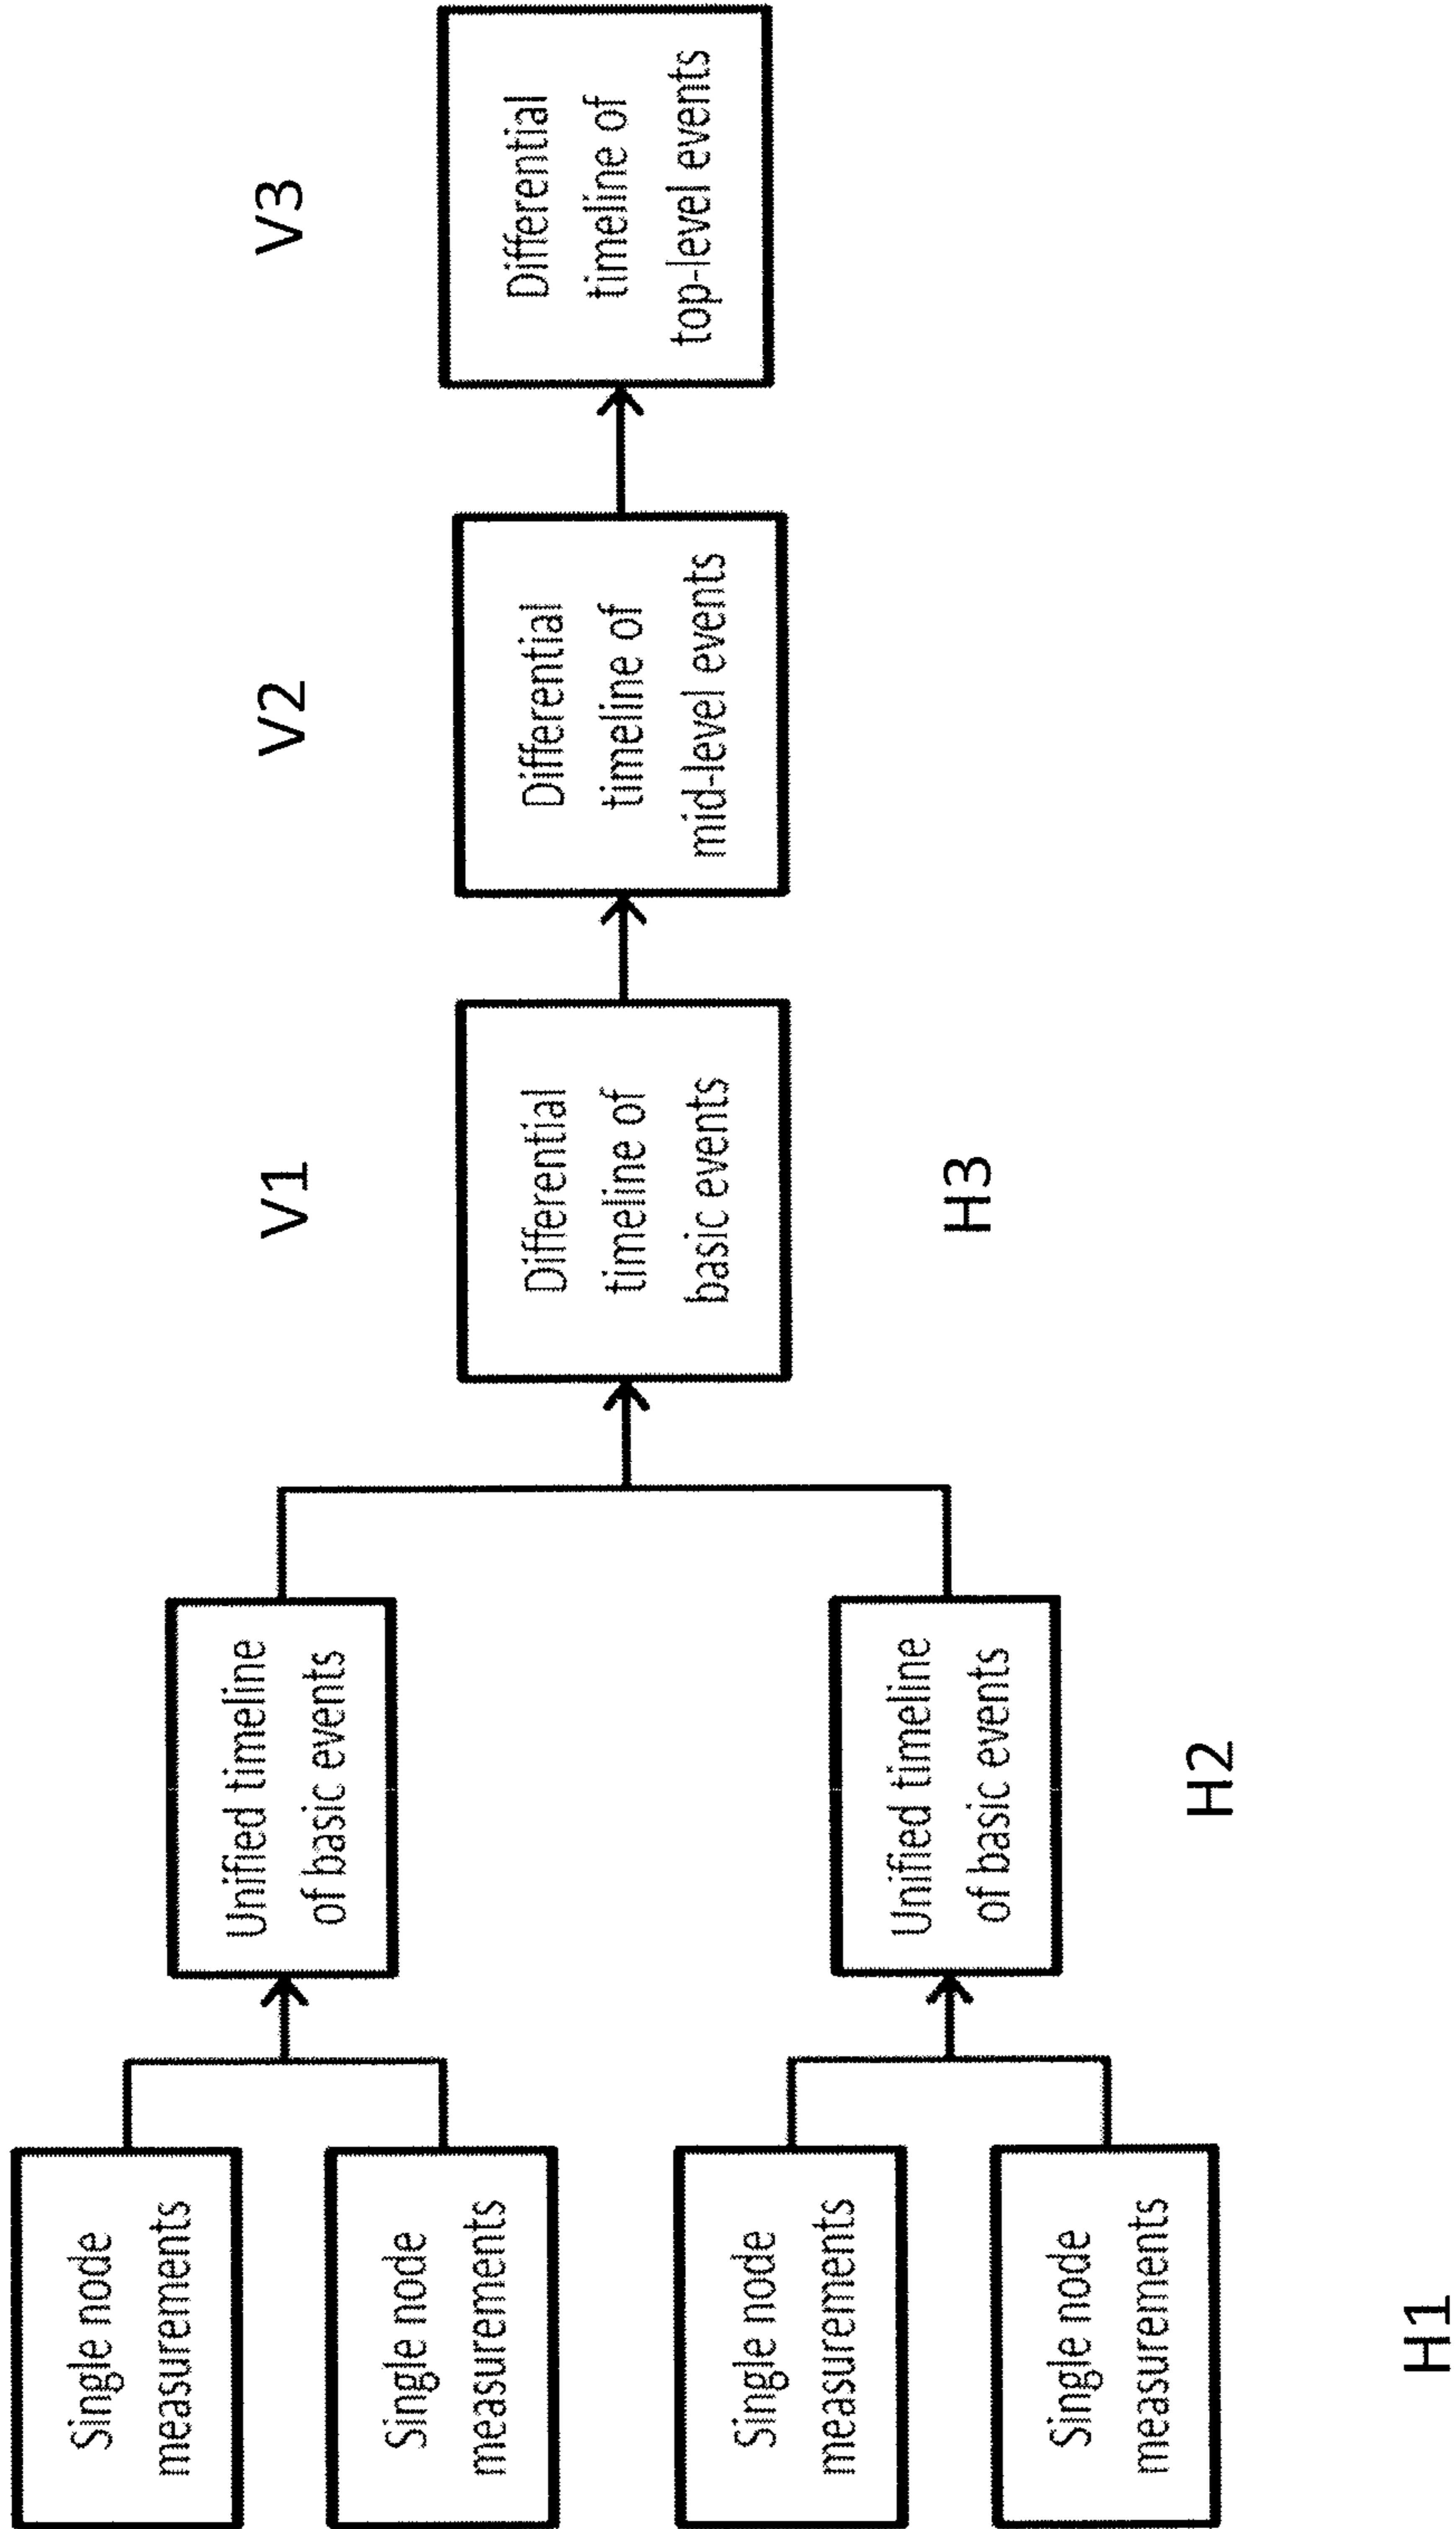 Single node
measurements
Single node
measurements
Single node
measurements
Single node
measurements
H1
Unified timeline
of basic events
Unified timeline
of basic events
H2
V1
Differential
timeline of
basic events
H3
V2
Differential
timeline of
mid-level events
V3
Differential
timeline of
top-level events